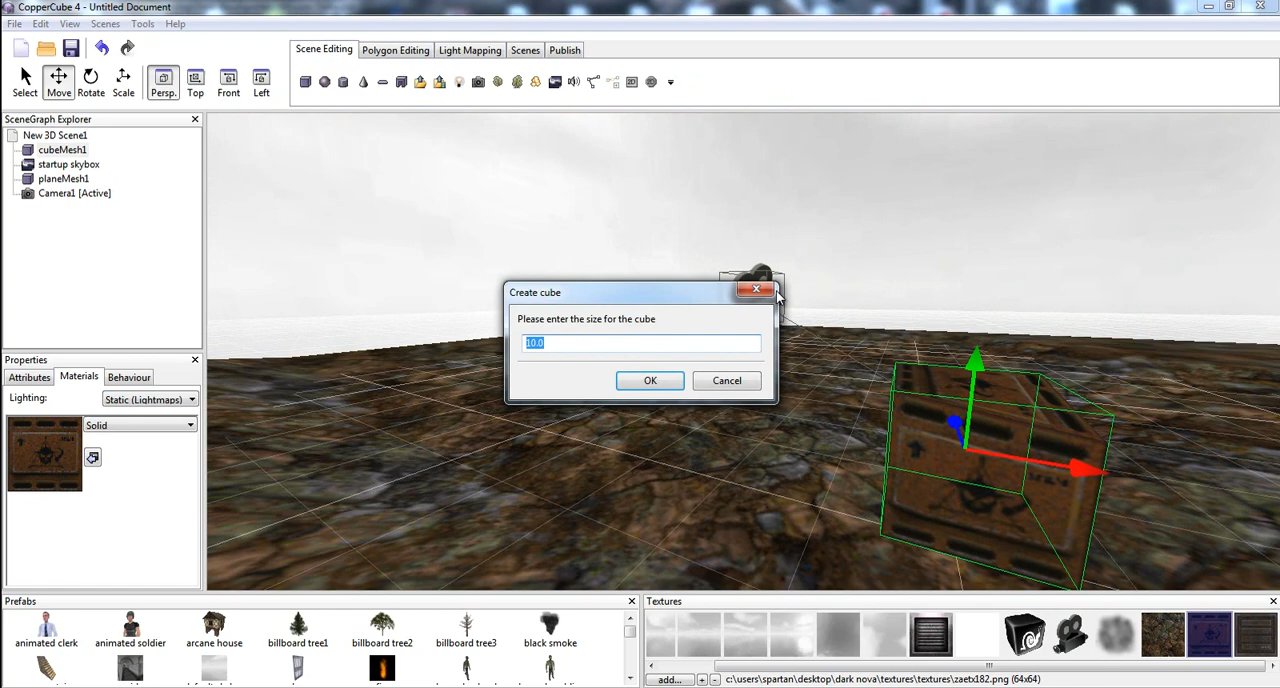 CopperCube 4 - Untitled Document
File Edit View Scenes Tools Help
Scene Editing Polygon Editing Light Mapping Scenes Publish
Select Move Rotate Scale Persp. Top Front Left
SceneGraph Explorer
New 3D Scene1
cubeMesh1
startup skybox
planeMesh1
Camera1 [Active]
Create cube
Please enter the size for the cube
10.0
OK Cancel
Properties
Attributes Materials Behaviour
Lighting: Static (Lightmaps)
Solid
Prefabs
animated clerk animated soldier arcane house billboard tree1 billboard tree2 billboard tree3 black smoke
Textures
add... + - c:\users\spartan\desktop\dark nova\textures\textures\zaetx182.png (64x64)